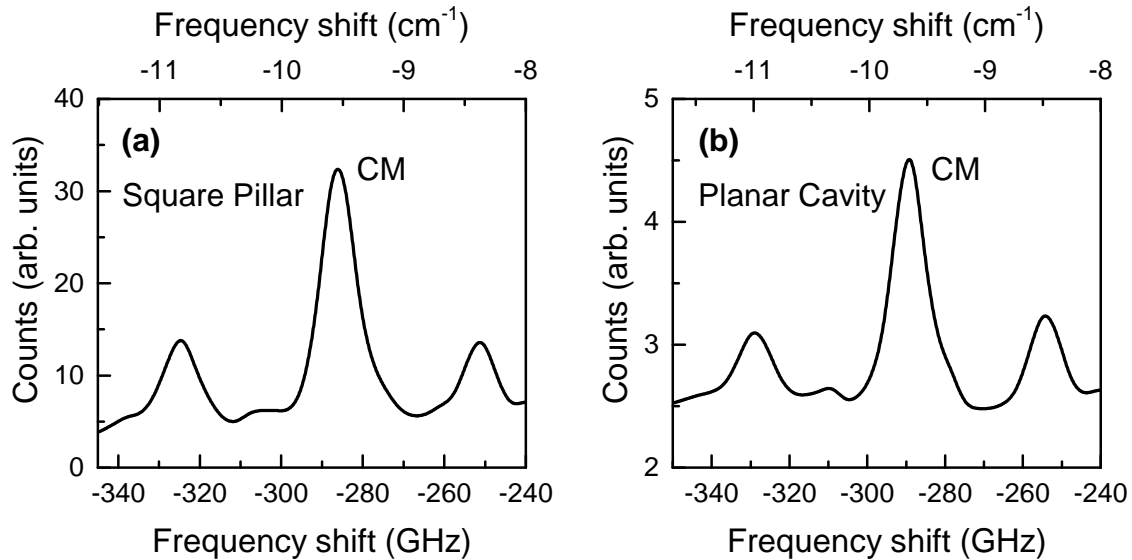 Frequency shift (cm⁻¹)
-11 -10 -9 -8
40
30
20
10
0
Counts (arb. units)
(a)
CM
Square Pillar
-340 -320 -300 -280 -260 -240
Frequency shift (GHz)
Frequency shift (cm⁻¹)
-11 -10 -9 -8
5
4
3
2
Counts (arb. units)
(b)
CM
Planar Cavity
-340 -320 -300 -280 -260 -240
Frequency shift (GHz)